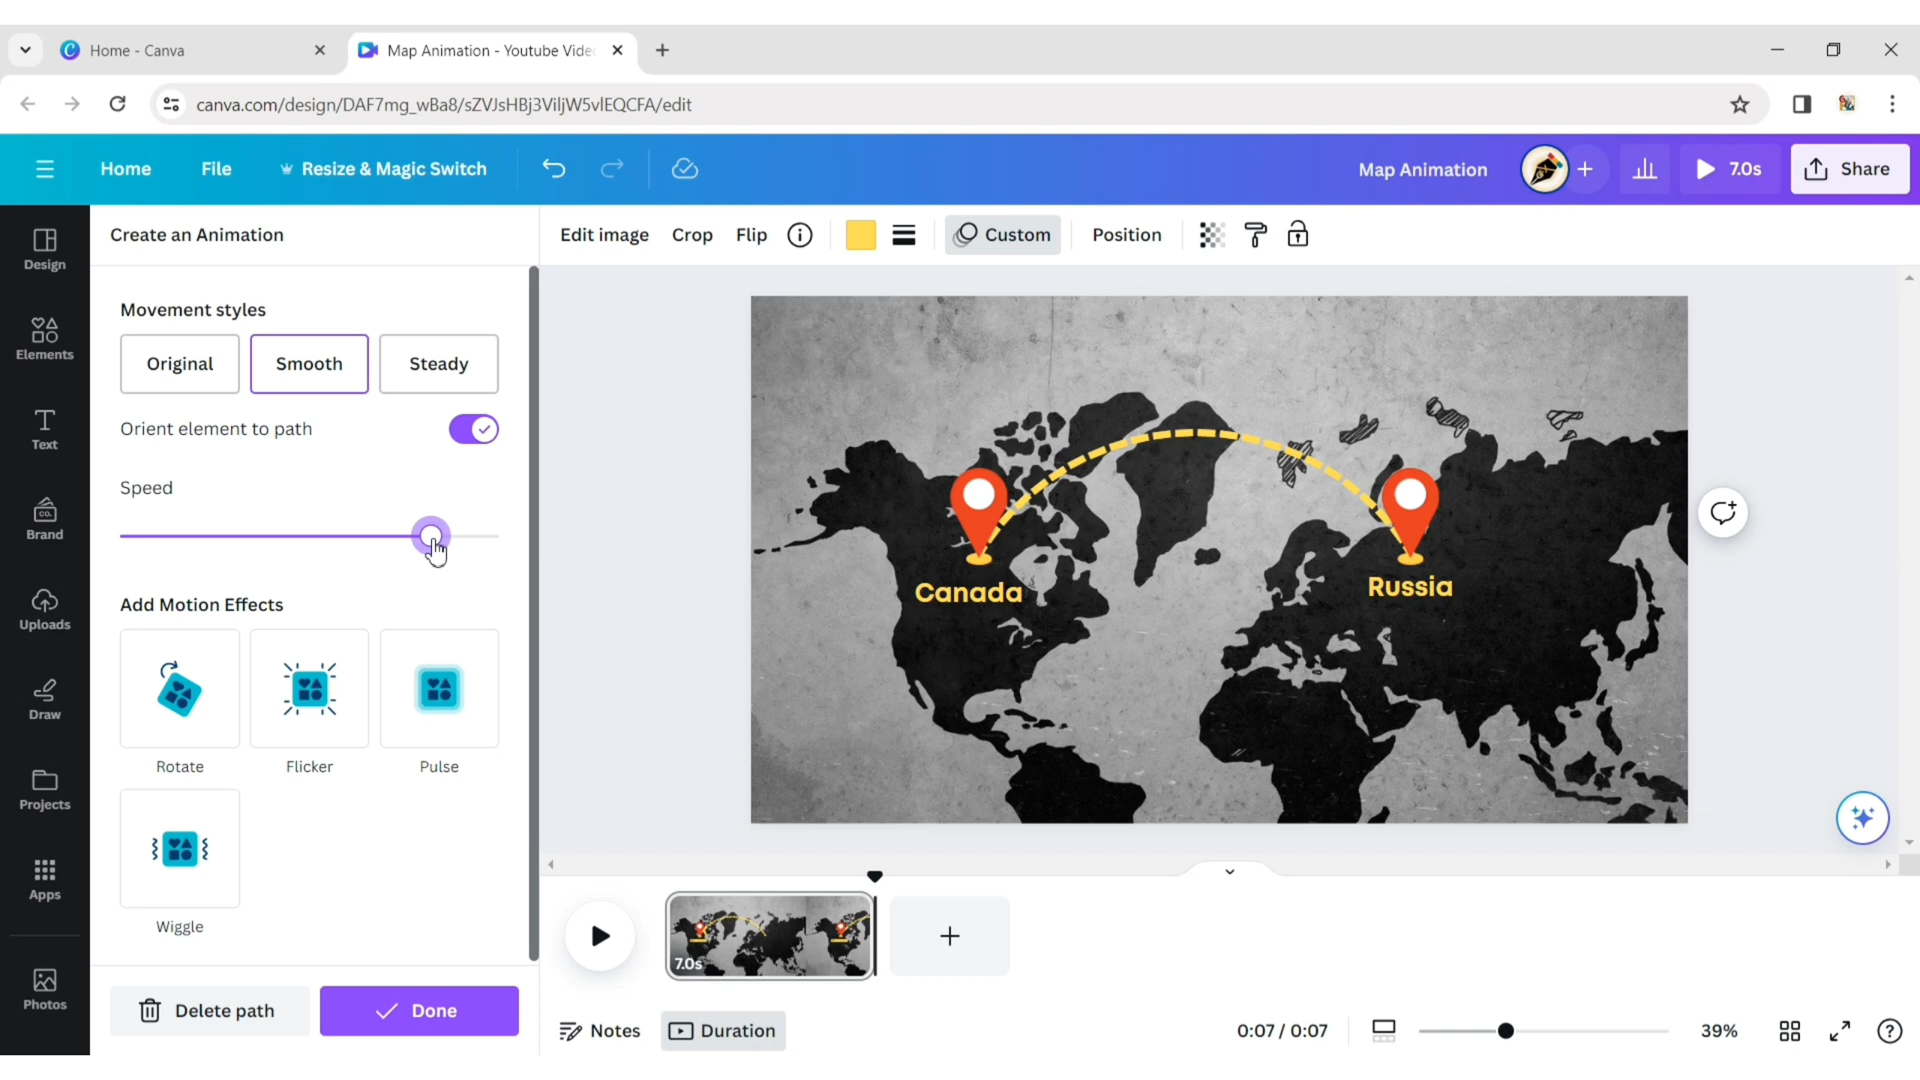 Home - Canva
Map Animation - Youtube Vide
canva.com/design/DAF7mg_wBa8/sZVJsHBj3ViljW5vlEQCFA/edit
Home File Resize & Magic Switch Map Animation 7.0s Share
Create an Animation
Edit image Crop Flip Custom Position
Design
Elements
Text
CO.
Brand
Uploads
Draw
Projects
Apps
Photos
Movement styles
Original Smooth Steady
Orient element to path
Speed
Add Motion Effects
Rotate Flicker Pulse
Wiggle
Delete path Done
Canada
Russia
7.0s
Notes Duration 0:07 / 0:07 39%